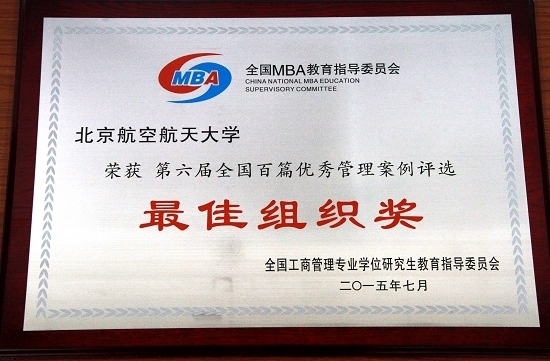 MBA
全国MBA教育指导委员会
CHINA NATIONAL MBA EDUCATION
SUPERVISORY COMMITTEE
北京航空航天大学
荣获 第六届全国百篇优秀管理案例评选
最佳组织奖
全国工商管理专业学位研究生教育指导委员会
二〇一五年七月